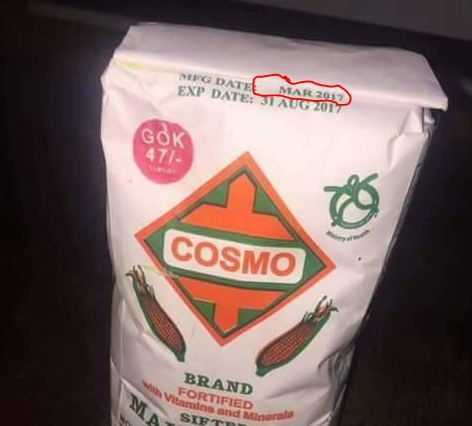 MFG DATE: MAR 2017
EXP DATE: 31 AUG 2017
GOK
47/-
Ministry of Health
COSMO
BRAND
FORTIFIED
with Vitamins and Minerals
SIFTED